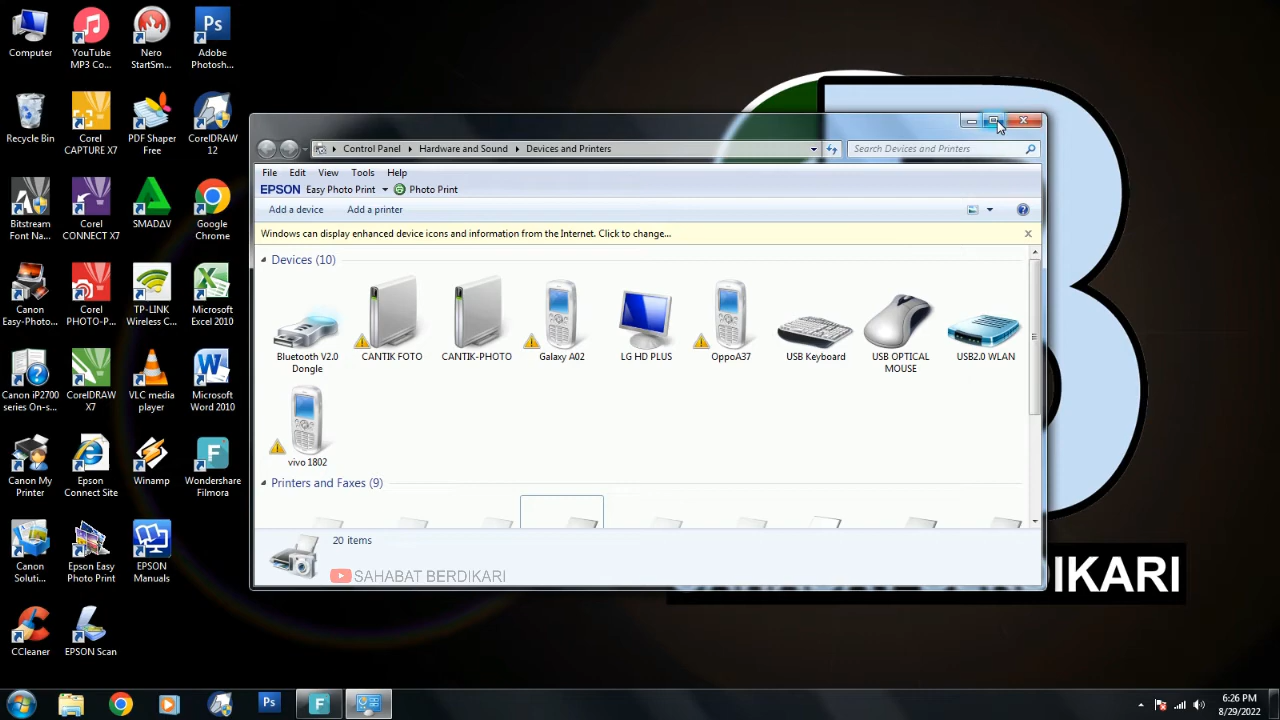 Computer
YouTube
MP3 Co...
Nero
StartSm...
Ps
Adobe
Photosh...
Recycle Bin
Corel
CAPTURE X7
PDF Shaper
Free
CorelDRAW
12
Bitstream
Font Na...
Corel
CONNECT X7
SMADΔV
Google
Chrome
Canon
Easy-Photo...
Corel
PHOTO-P...
TP-LINK
Wireless C...
Microsoft
Excel 2010
Canon iP2700
series On-s...
CorelDRAW
X7
VLC media
player
Microsoft
Word 2010
Canon My
Printer
Epson
Connect Site
Winamp
F
Wondershare
Filmora
Canon
Soluti...
Epson Easy
Photo Print
EPSON
Manuals
CCleaner
EPSON Scan
Control Panel
Hardware and Sound
Devices and Printers
Search Devices and Printers
File Edit View Tools Help
EPSON Easy Photo Print Photo Print
Add a device Add a printer
Windows can display enhanced device icons and information from the Internet. Click to change...
Devices (10)
Bluetooth V2.0
Dongle
CANTIK FOTO
CANTIK-PHOTO
Galaxy A02
LG HD PLUS
OppoA37
USB Keyboard
USB OPTICAL
MOUSE
USB2.0 WLAN
vivo 1802
Printers and Faxes (9)
20 items
SAHABAT BERDIKARI
IKARI
Ps
F
6:26 PM
8/29/2022